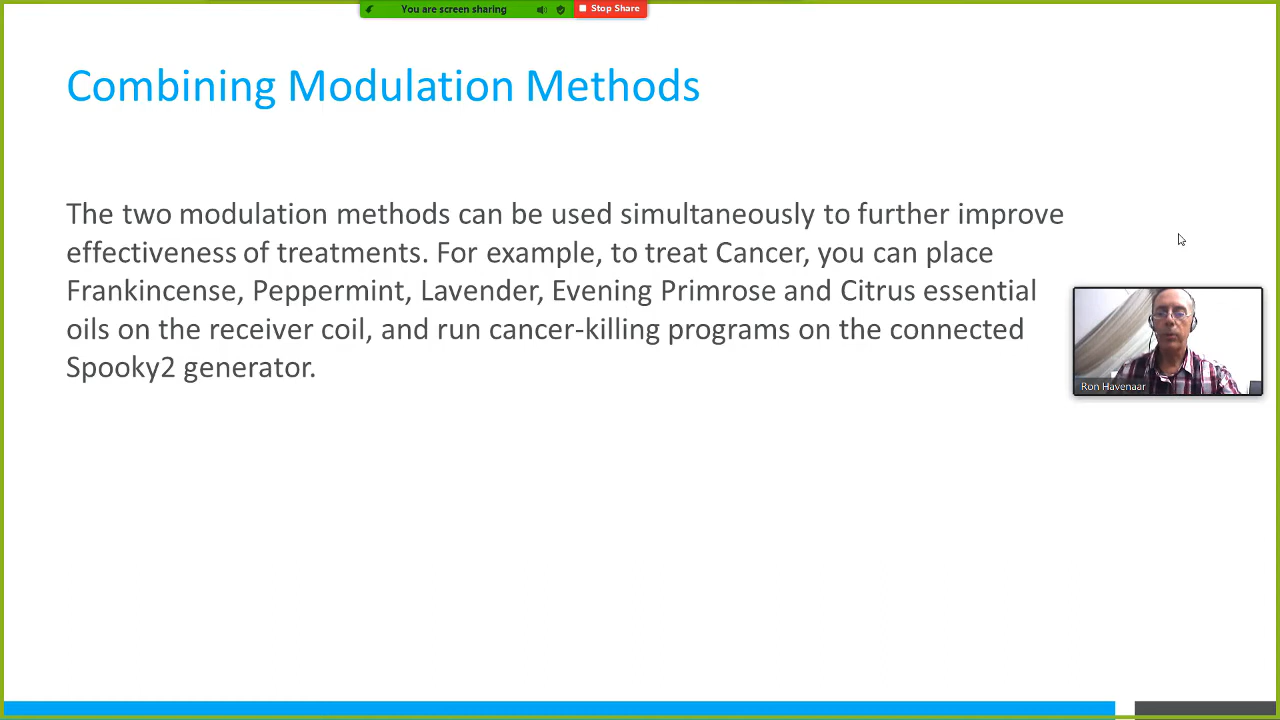 You are screen sharing
Stop Share
Combining Modulation Methods
The two modulation methods can be used simultaneously to further improve
effectiveness of treatments. For example, to treat Cancer, you can place
Frankincense, Peppermint, Lavender, Evening Primrose and Citrus essential
oils on the receiver coil, and run cancer-killing programs on the connected
Spooky2 generator.
Ron Havenaar